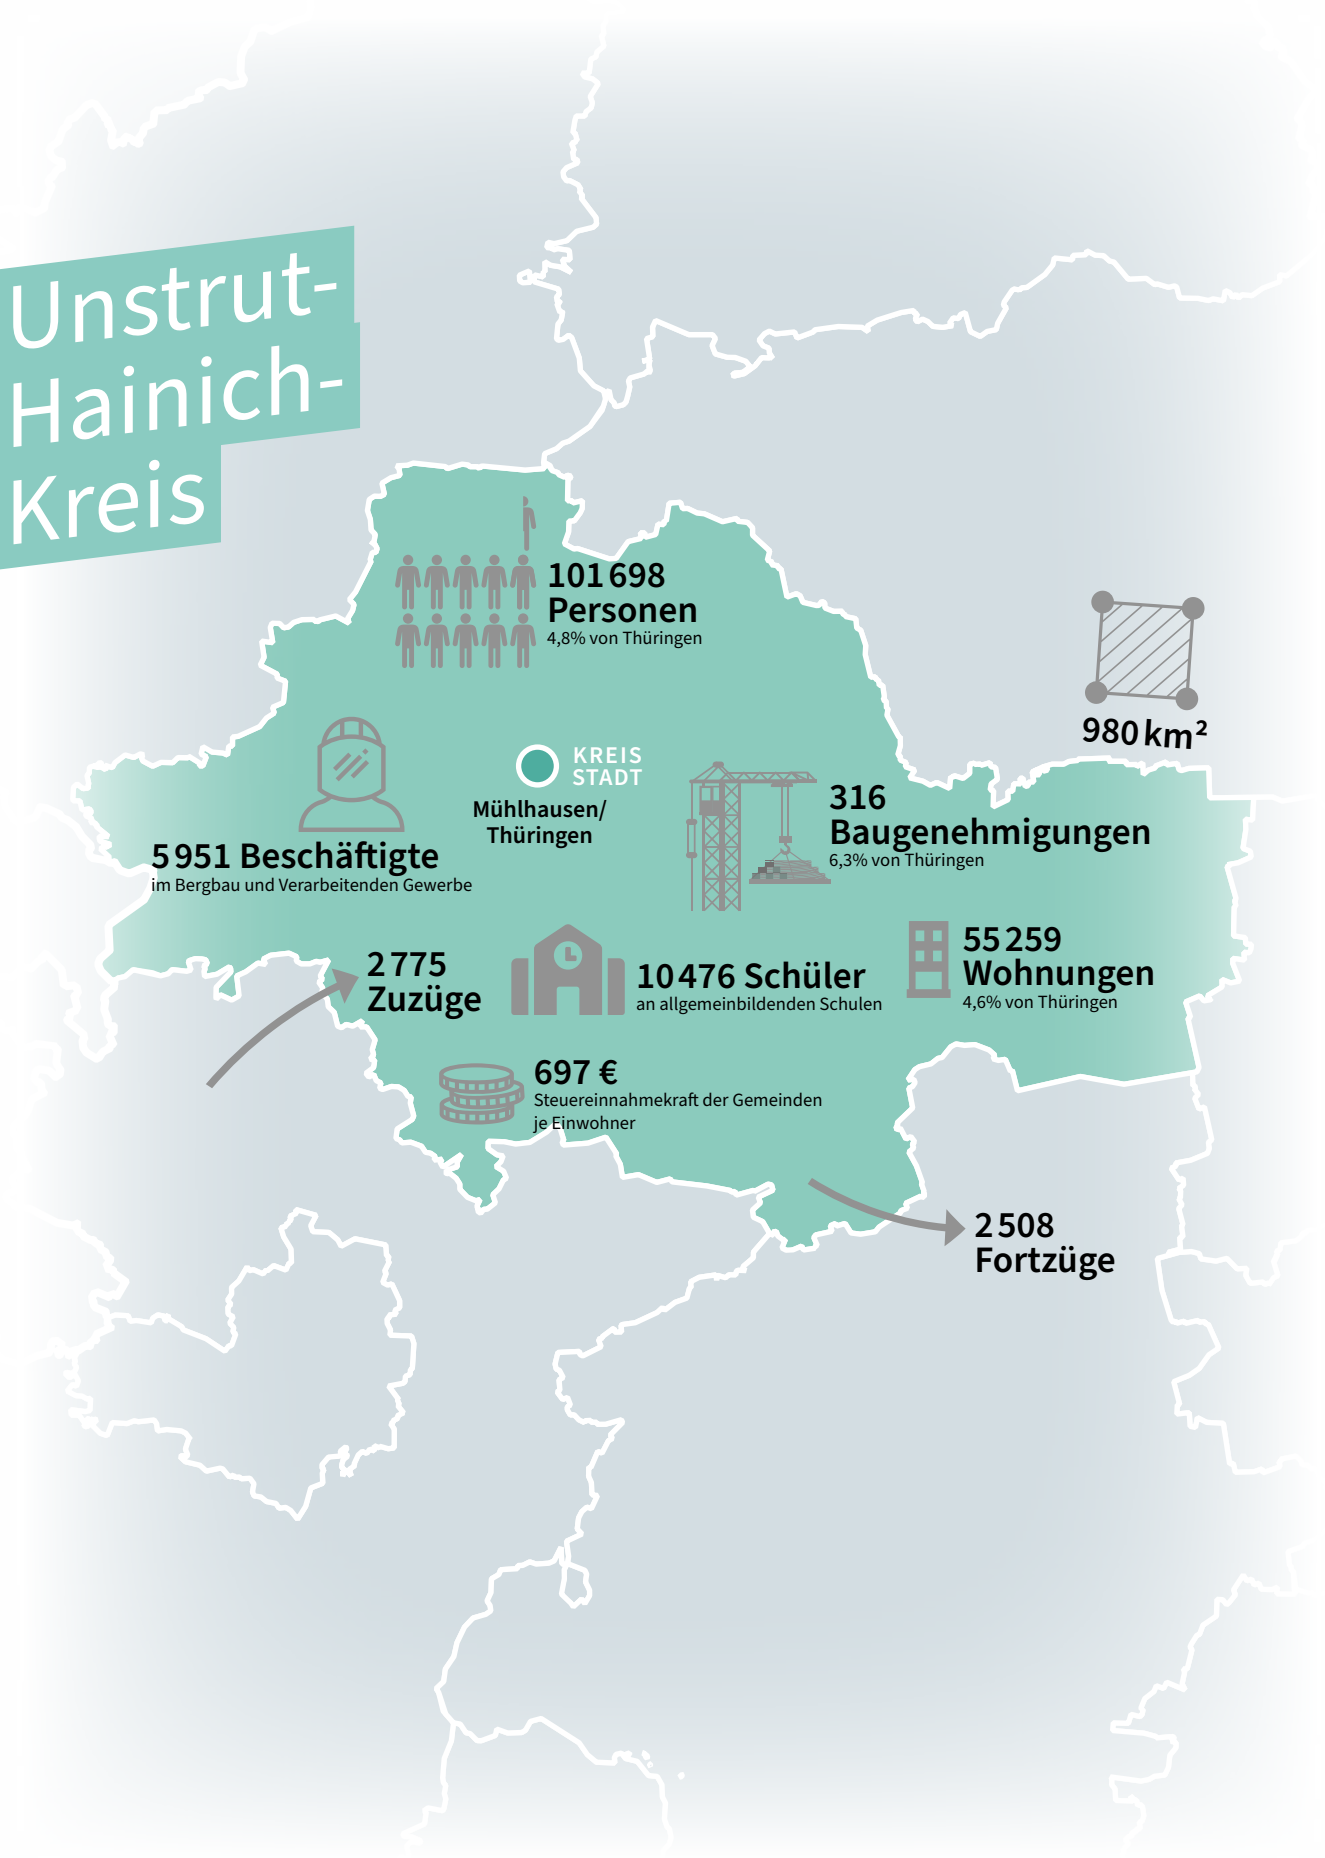 Unstrut-
Hainich-
Kreis
101 698
Personen
4,8% von Thüringen
980 km²
KREIS
STADT
Mühlhausen/
Thüringen
316
Baugenehmigungen
6,3% von Thüringen
5 951 Beschäftigte
im Bergbau und Verarbeitenden Gewerbe
2 775
Zuzüge
10 476 Schüler
an allgemeinbildenden Schulen
55 259
Wohnungen
4,6% von Thüringen
697 €
Steuereinnahmekraft der Gemeinden
je Einwohner
2 508
Fortzüge